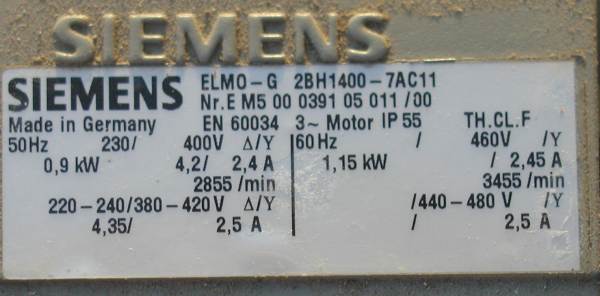 SIEMENS
SIEMENS ELMO-G 2BH1400-7AC11
Nr.E M5 00 0391 05 011 /00
Made in Germany EN 60034 3~ Motor IP 55 TH.CL.F
50Hz 230/ 400V Δ/Y 60Hz / 460V /Y
0,9 kW 4,2/ 2,4 A 1,15 kW / 2,45 A
2855 /min 3455 /min
220-240/380-420V Δ/Y /440-480 V /Y
4,35/ 2,5 A / 2,5 A